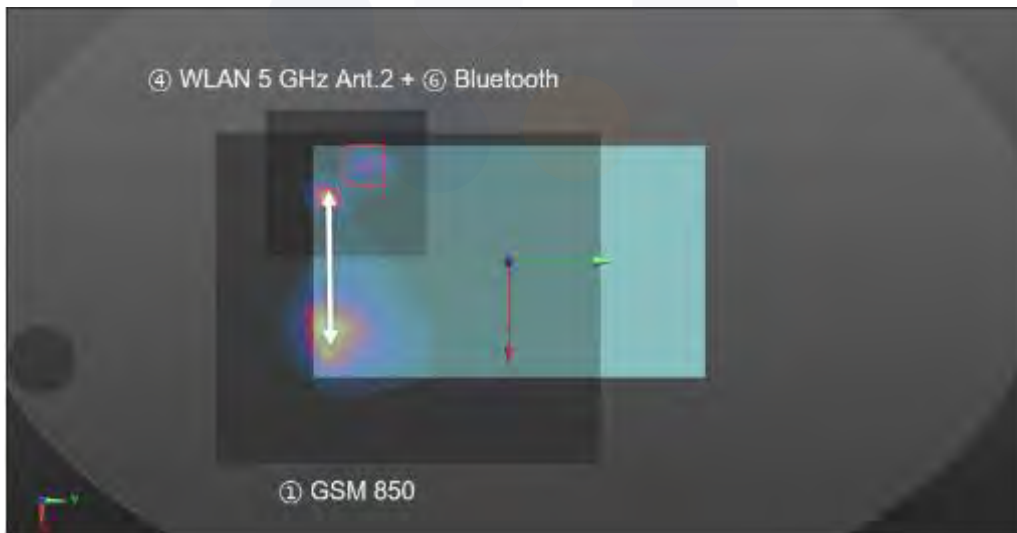 ④ WLAN 5 GHz Ant.2 + ⑥ Bluetooth
① GSM 850
Y